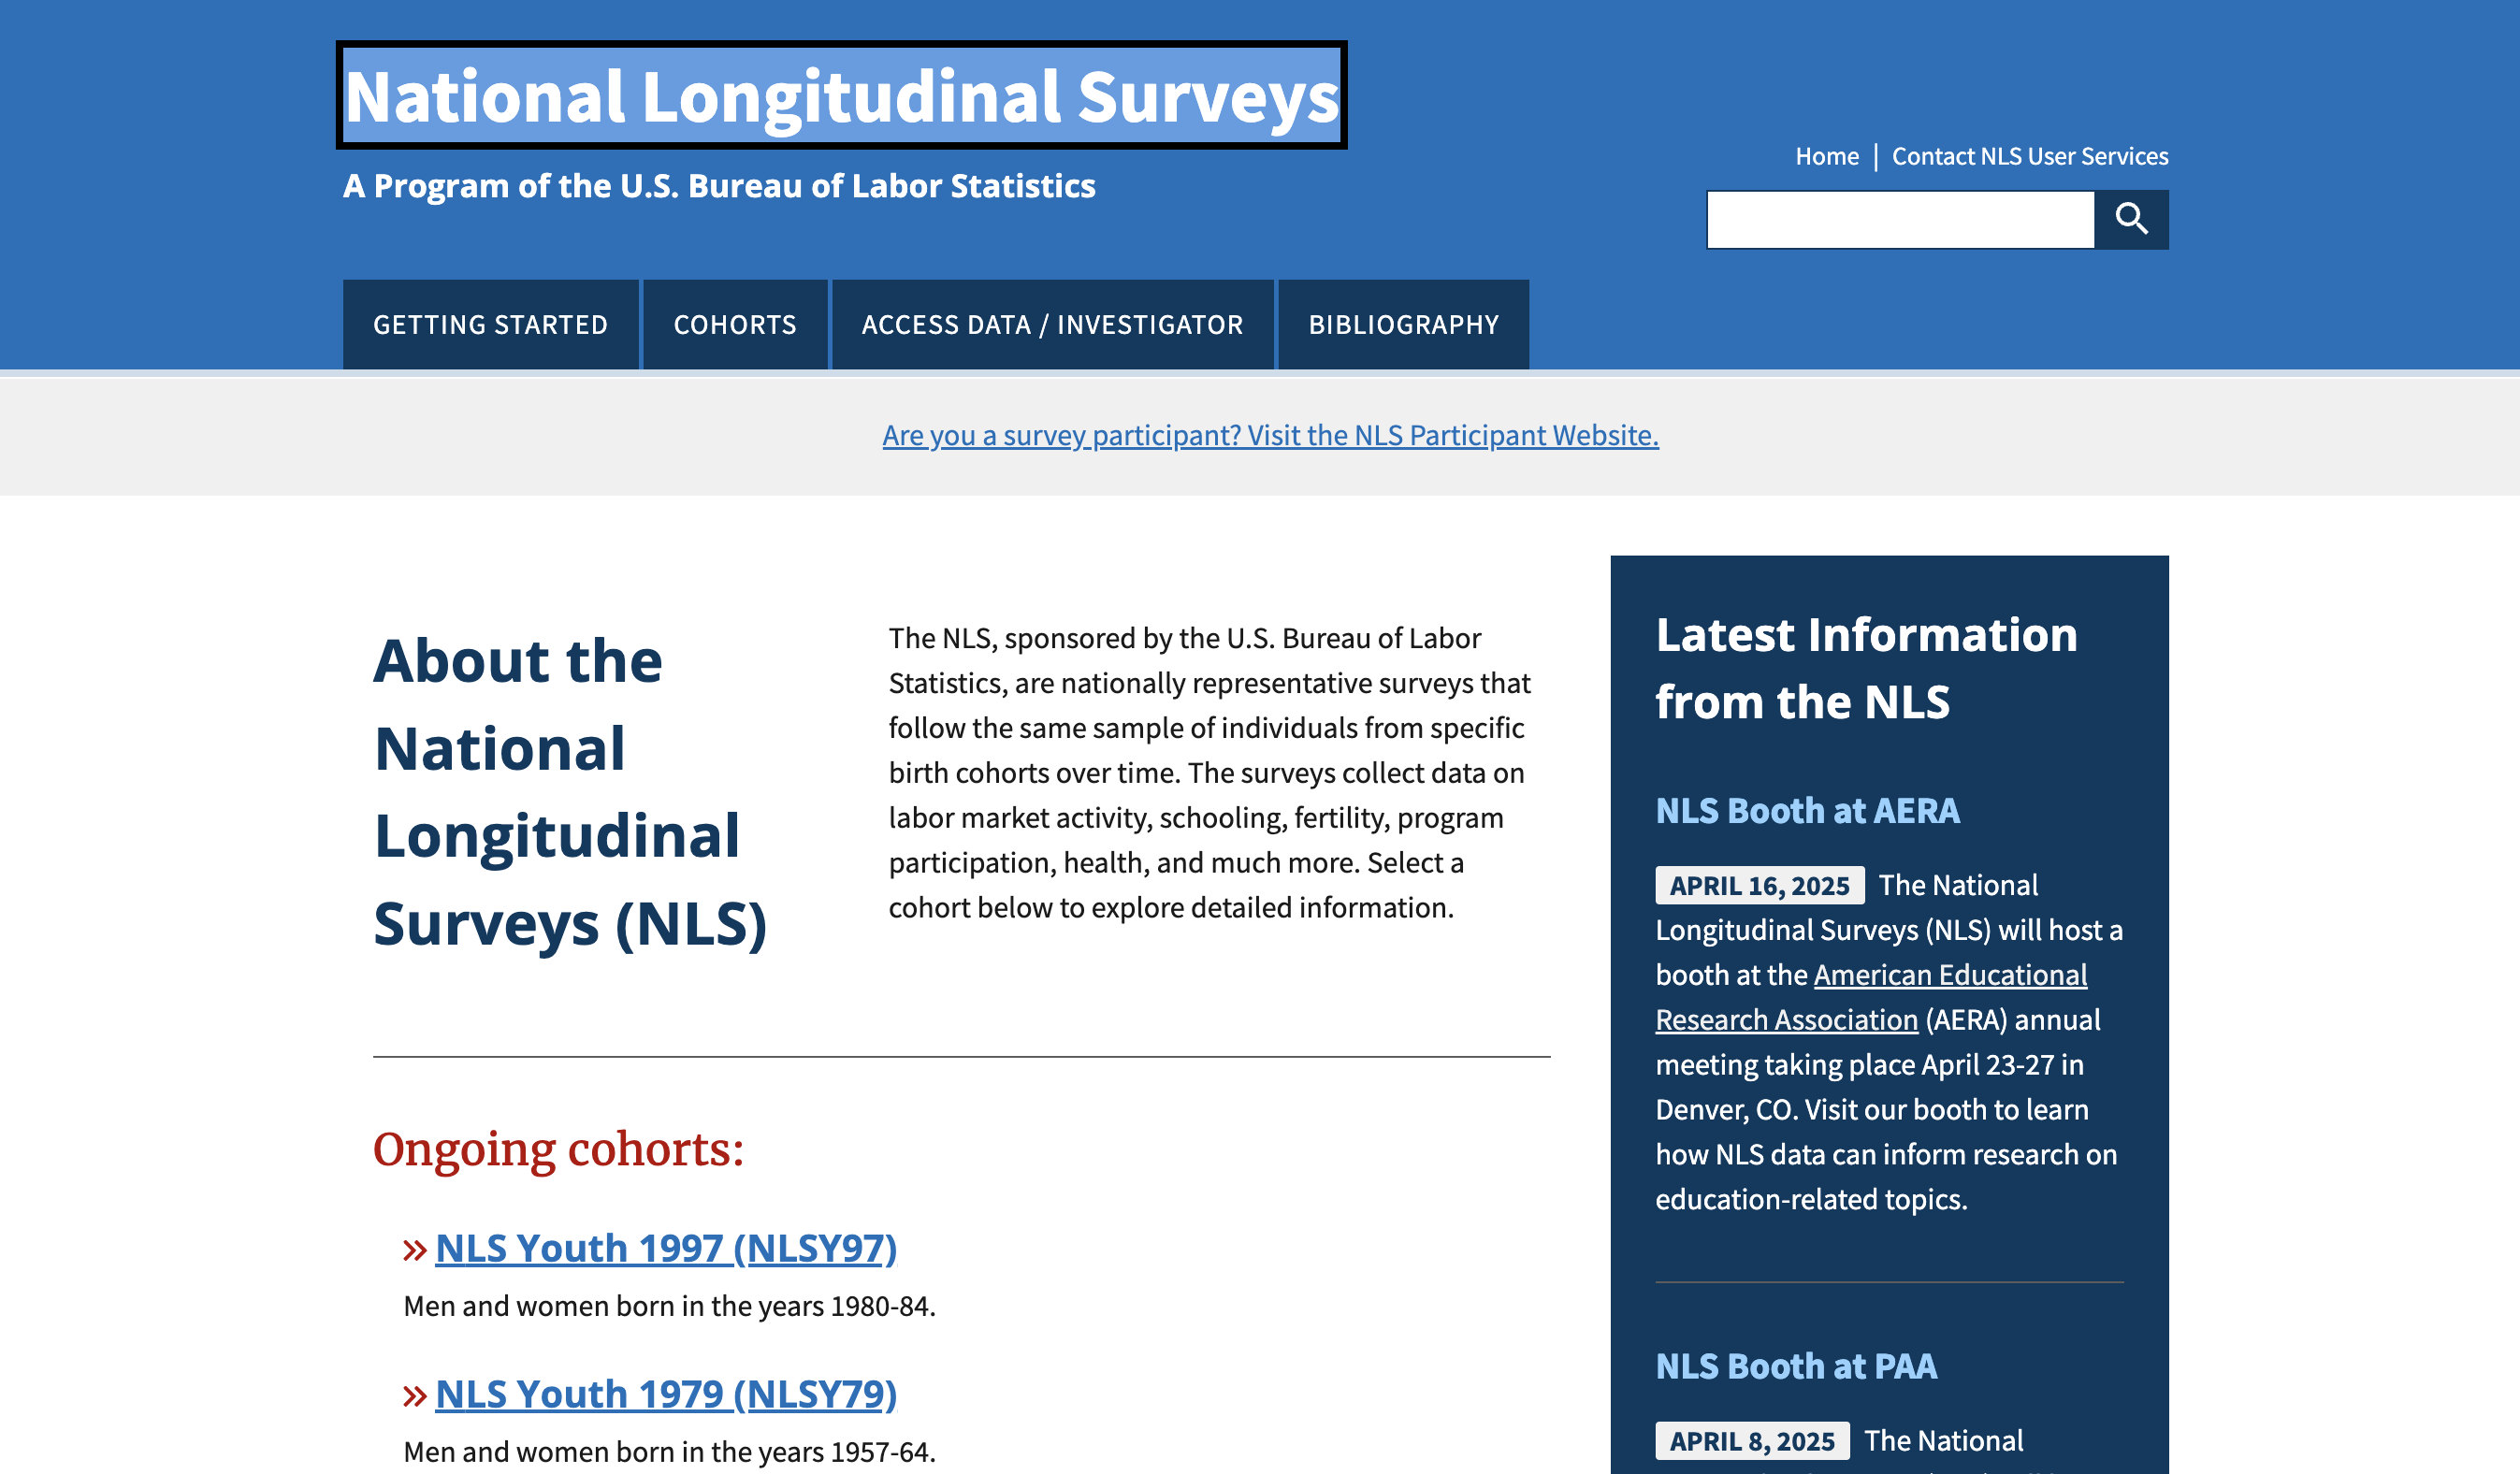 National Longitudinal Surveys
A Program of the U.S. Bureau of Labor Statistics
Home | Contact NLS User Services
GETTING STARTED
COHORTS
ACCESS DATA / INVESTIGATOR
BIBLIOGRAPHY
Are you a survey participant? Visit the NLS Participant Website.
About the
National
Longitudinal
Surveys (NLS)
The NLS, sponsored by the U.S. Bureau of Labor
Statistics, are nationally representative surveys that
follow the same sample of individuals from specific
birth cohorts over time. The surveys collect data on
labor market activity, schooling, fertility, program
participation, health, and much more. Select a
cohort below to explore detailed information.
Ongoing cohorts:
» NLS Youth 1997 (NLSY97)
Men and women born in the years 1980-84.
» NLS Youth 1979 (NLSY79)
Men and women born in the years 1957-64.
Latest Information
from the NLS
NLS Booth at AERA
APRIL 16, 2025 The National
Longitudinal Surveys (NLS) will host a
booth at the American Educational
Research Association (AERA) annual
meeting taking place April 23-27 in
Denver, CO. Visit our booth to learn
how NLS data can inform research on
education-related topics.
NLS Booth at PAA
APRIL 8, 2025 The National